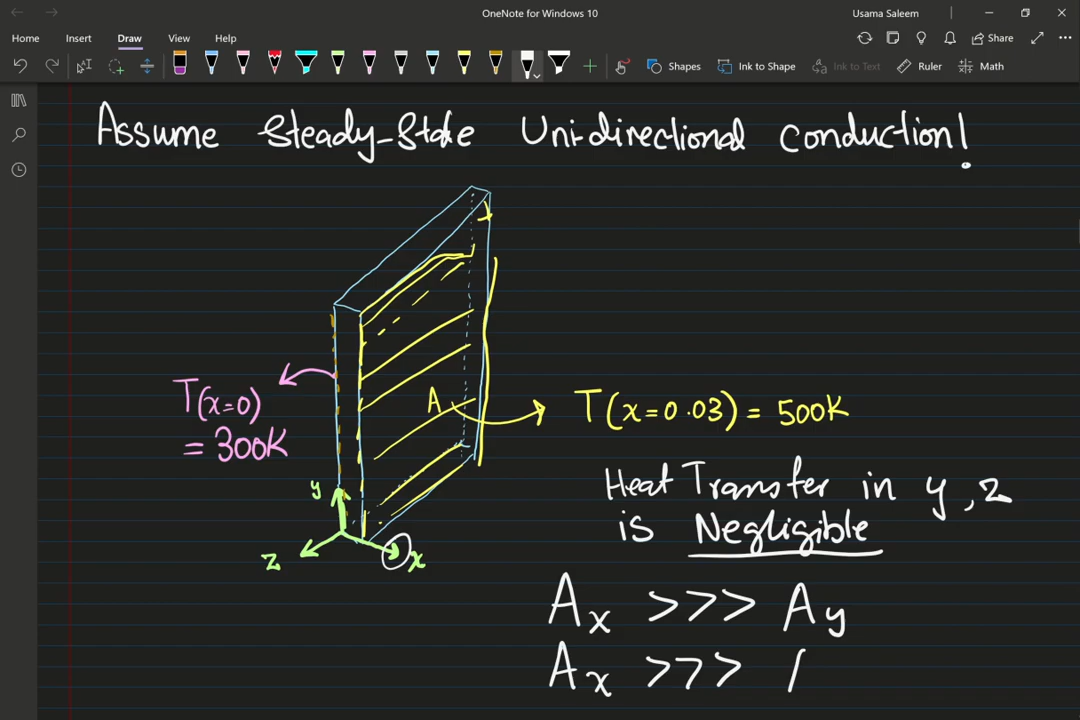 OneNote for Windows 10
Usama Saleem
Home Insert Draw View Help
Share
Shapes Ink to Shape Ink to Text Ruler Math
Assume Steady-State Unidirectional Conduction!
T(x=0)
= 300K
A
T(x=0.03) = 500K
y
z
x
Heat Transfer in y, z
is Negligible
Ax >>> Ay
Ax >>>